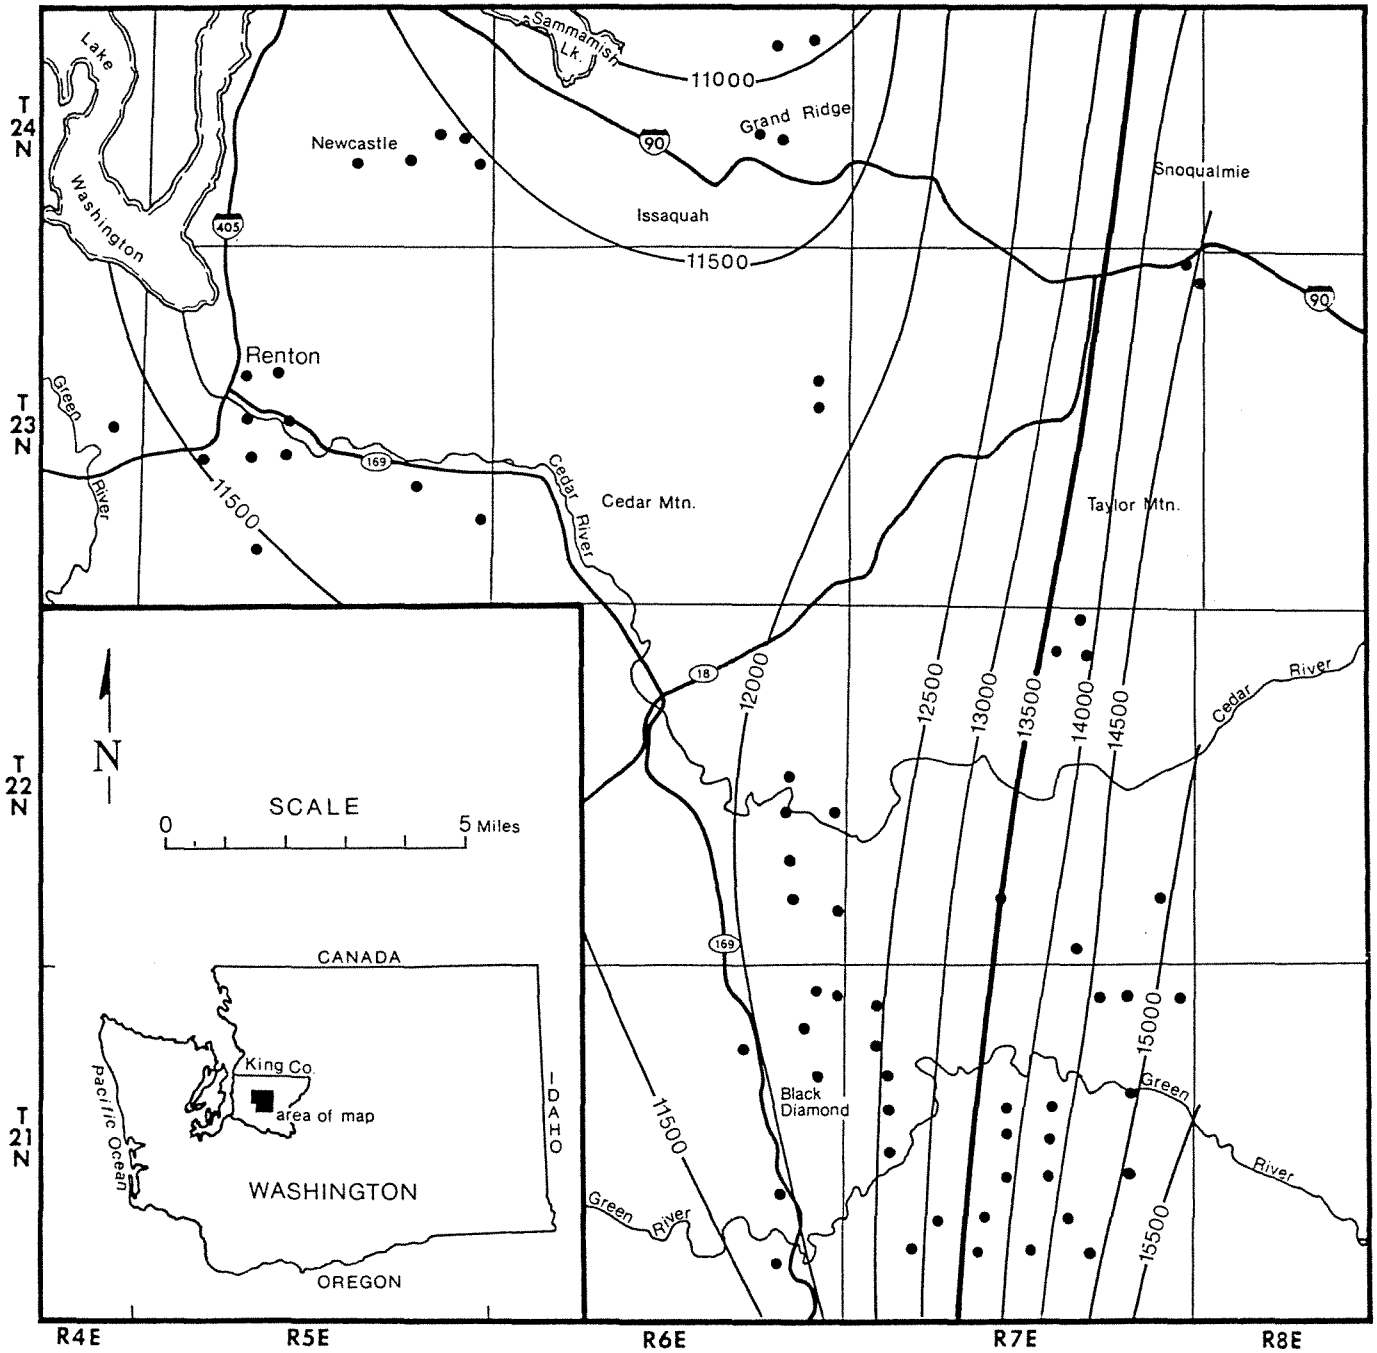 Lake
Washington
Sammamish
Lk.
11000
T
24
N
Newcastle
90
Grand Ridge
Snoqualmie
Issaquah
405
11500
90
Renton
T
23
N
Green
River
169
11500
Cedar
River
Cedar Mtn.
Taylor Mtn.
18
12000
12500
13000
13500
14000
14500
Cedar
River
T
22
N
N
SCALE
0
5 Miles
169
CANADA
King Co.
area of map
Pacific Ocean
IDAHO
WASHINGTON
OREGON
T
21
N
11500
Black
Diamond
15000
Green
River
Green
River
15500
R4E
R5E
R6E
R7E
R8E